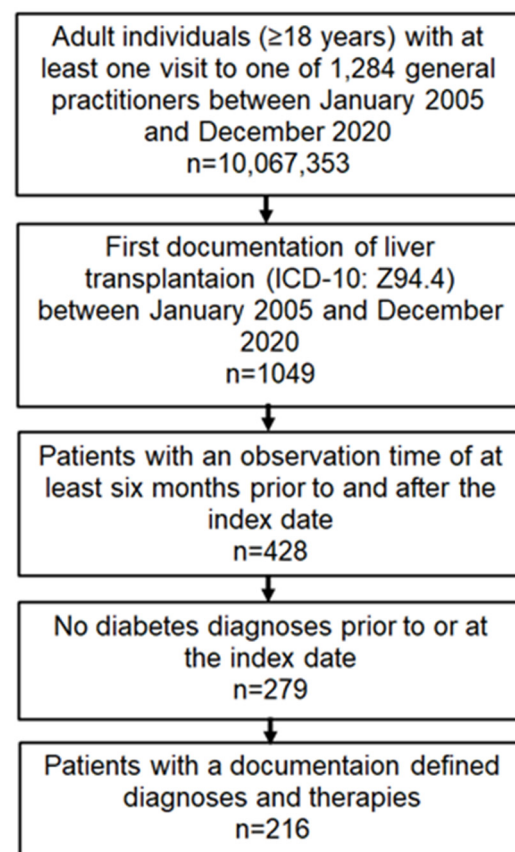 Adult individuals (≥18 years) with at
least one visit to one of 1,284 general
practitioners between January 2005
and December 2020
n=10,067,353
First documentation of liver
transplantaion (ICD-10: Z94.4)
between January 2005 and December
2020
n=1049
Patients with an observation time of at
least six months prior to and after the
index date
n=428
No diabetes diagnoses prior to or at
the index date
n=279
Patients with a documentaion defined
diagnoses and therapies
n=216